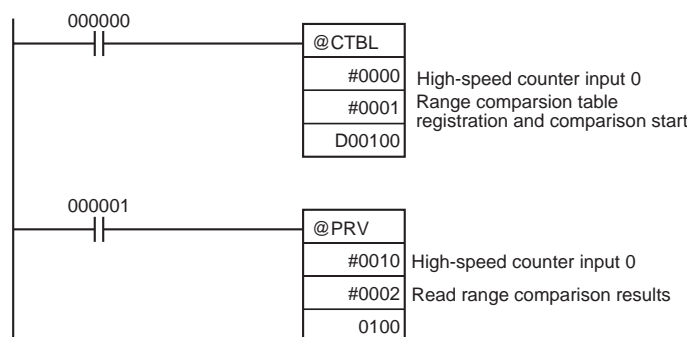 000000
@CTBL
#0000 High-speed counter input 0
#0001 Range comparsion table
registration and comparison start
D00100
000001
@PRV
#0010 High-speed counter input 0
#0002 Read range comparison results
0100